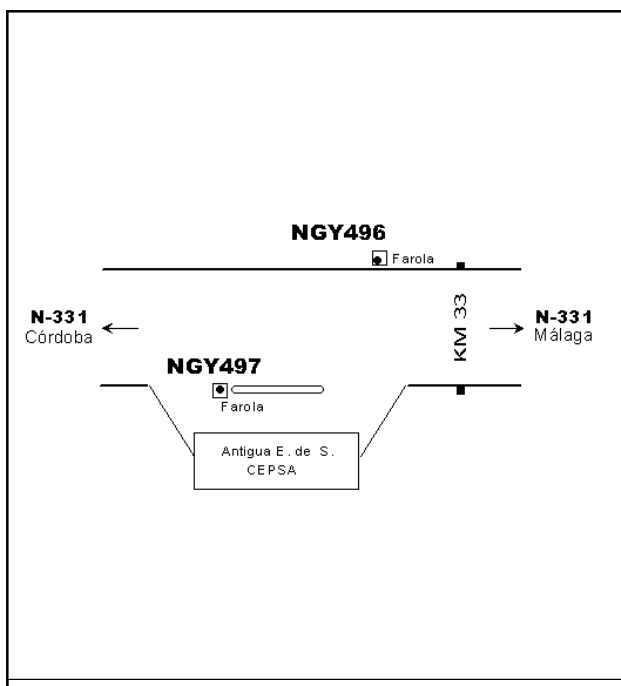 NGY496
Farola
N-331
Córdoba
KM 33
N-331
Málaga
NGY497
Farola
Antigua E. de S.
CEPSA